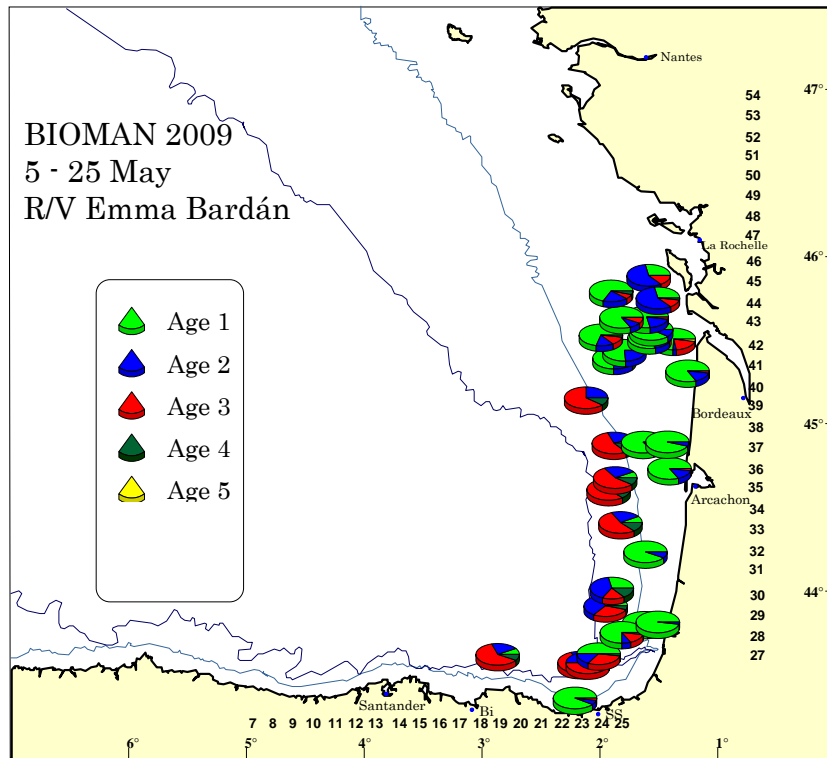 BIOMAN 2009
5 - 25 May
R/V Emma Bardán
Age 1
Age 2
Age 3
Age 4
Age 5
Nantes
47°
54
53
52
51
50
49
48
47
La Rochelle
46
46°
45
44
43
42
41
40
39
Bordeaux
38
45°
37
36
35
Arcachon
34
33
32
31
30
44°
29
28
27
Santander
Bi
SS
7 8 9 10 11 12 13 14 15 16 17 18 19 20 21 22 23 24 25
6° 5° 4° 3° 2° 1°